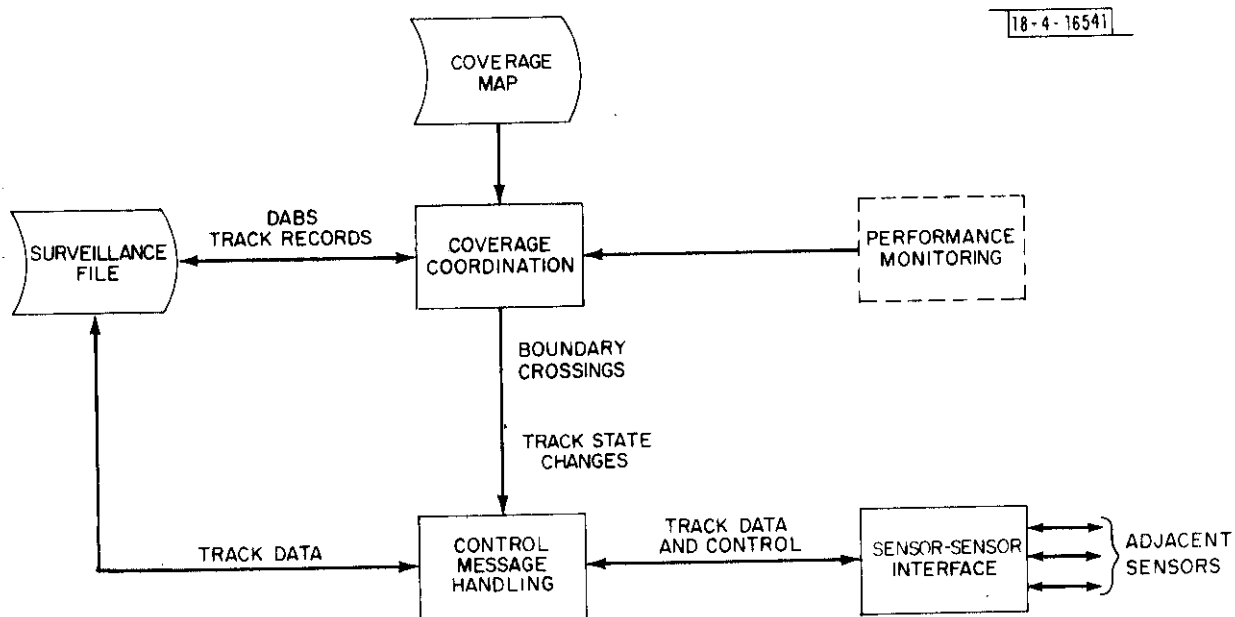 18-4-16541
COVERAGE
MAP
DABS
TRACK RECORDS
SURVEILLANCE
FILE
COVERAGE
COORDINATION
PERFORMANCE
MONITORING
BOUNDARY
CROSSINGS
TRACK STATE
CHANGES
TRACK DATA
CONTROL
MESSAGE
HANDLING
TRACK DATA
AND CONTROL
SENSOR-SENSOR
INTERFACE
ADJACENT
SENSORS